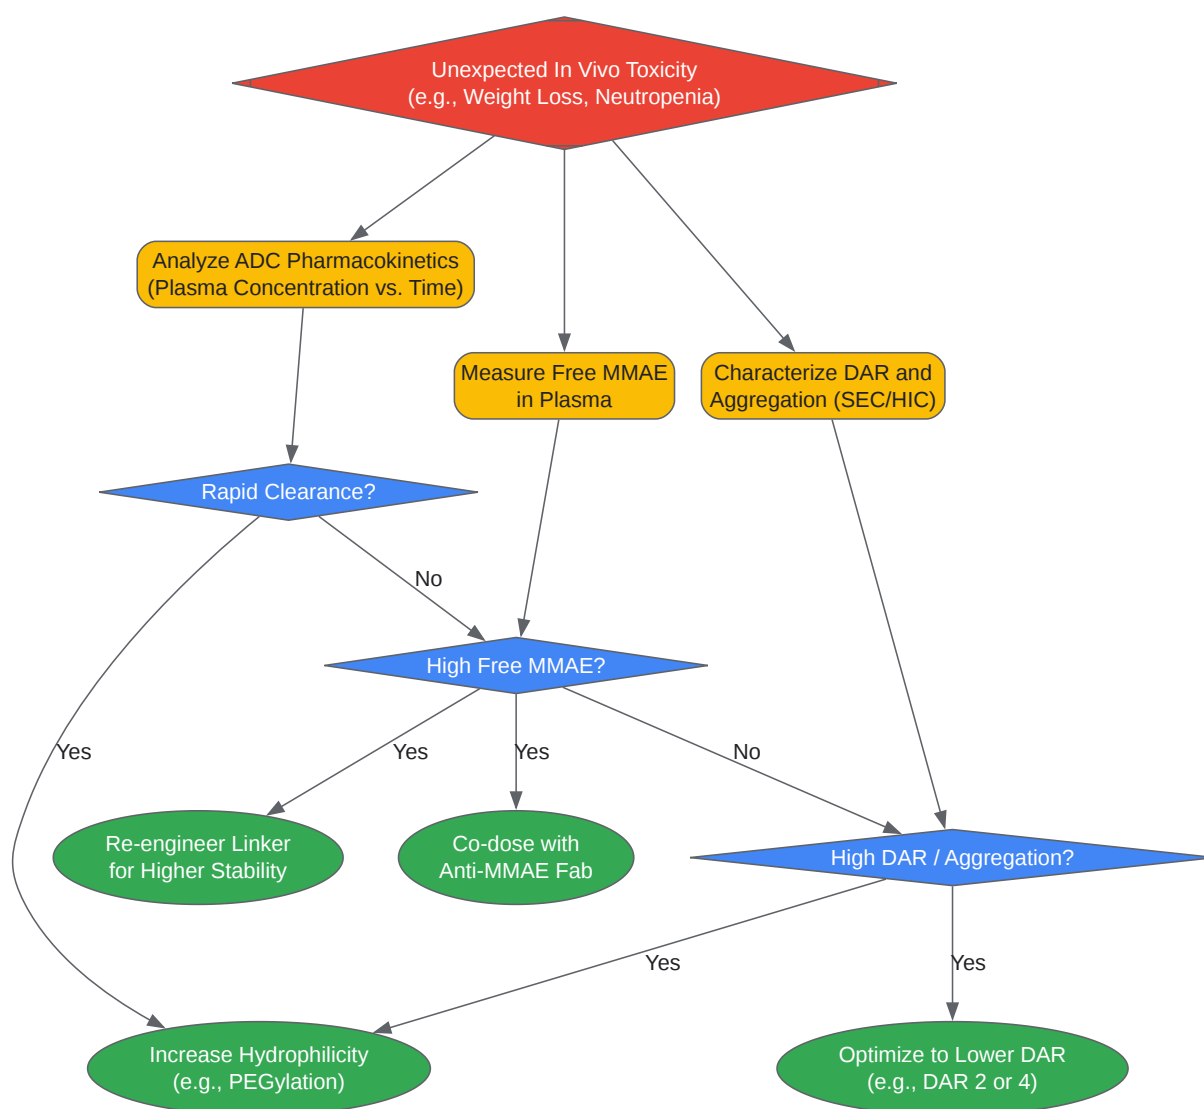 Unexpected In Vivo Toxicity
(e.g., Weight Loss, Neutropenia)
Analyze ADC Pharmacokinetics
(Plasma Concentration vs. Time)
Measure Free MMAE
in Plasma
Characterize DAR and
Aggregation (SEC/HIC)
Rapid Clearance?
No
High Free MMAE?
Yes
Yes
Yes
No
Re-engineer Linker
for Higher Stability
Co-dose with
Anti-MMAE Fab
High DAR / Aggregation?
Yes
Yes
Increase Hydrophilicity
(e.g., PEGylation)
Optimize to Lower DAR
(e.g., DAR 2 or 4)